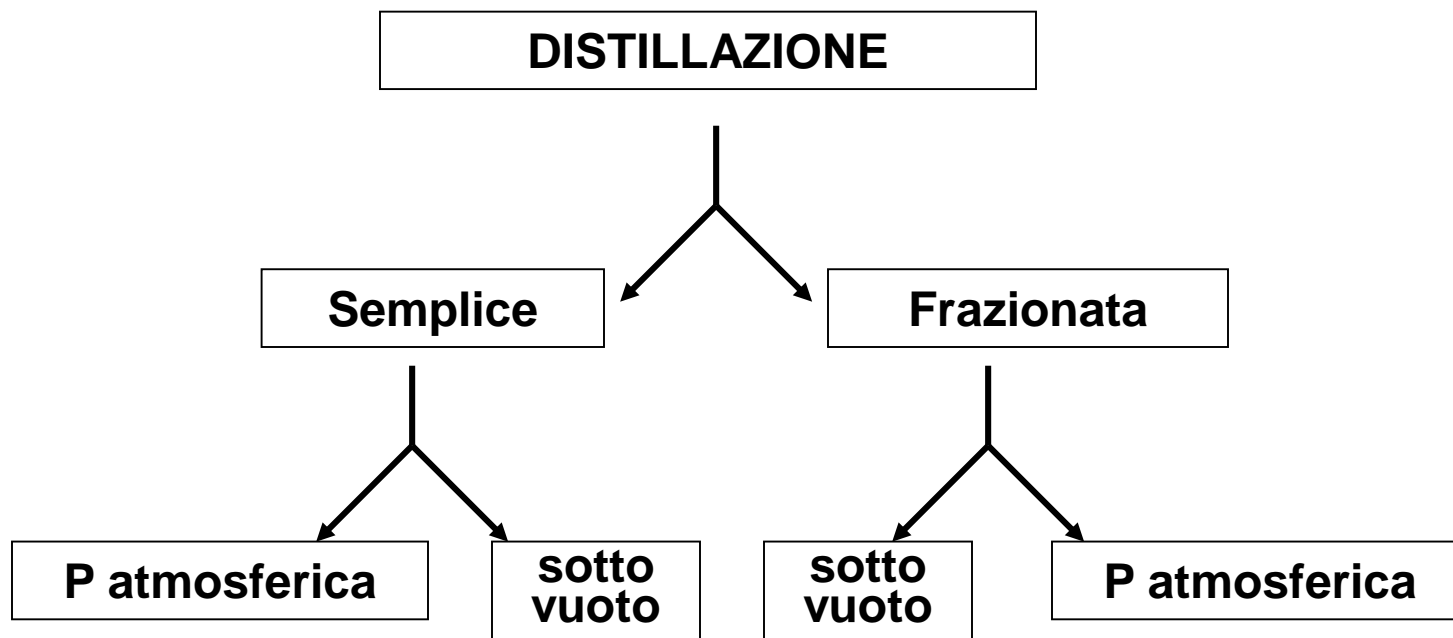 DISTILLAZIONE
Semplice
Frazionata
P atmosferica
sotto
vuoto
sotto
vuoto
P atmosferica